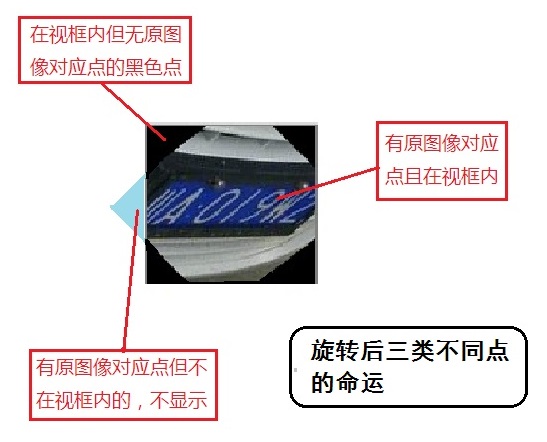 在视框内但无原图
像对应点的黑色点
有原图像对应
点且在视框内
有原图像对应点但不
在视框内的，不显示
旋转后三类不同点
的命运